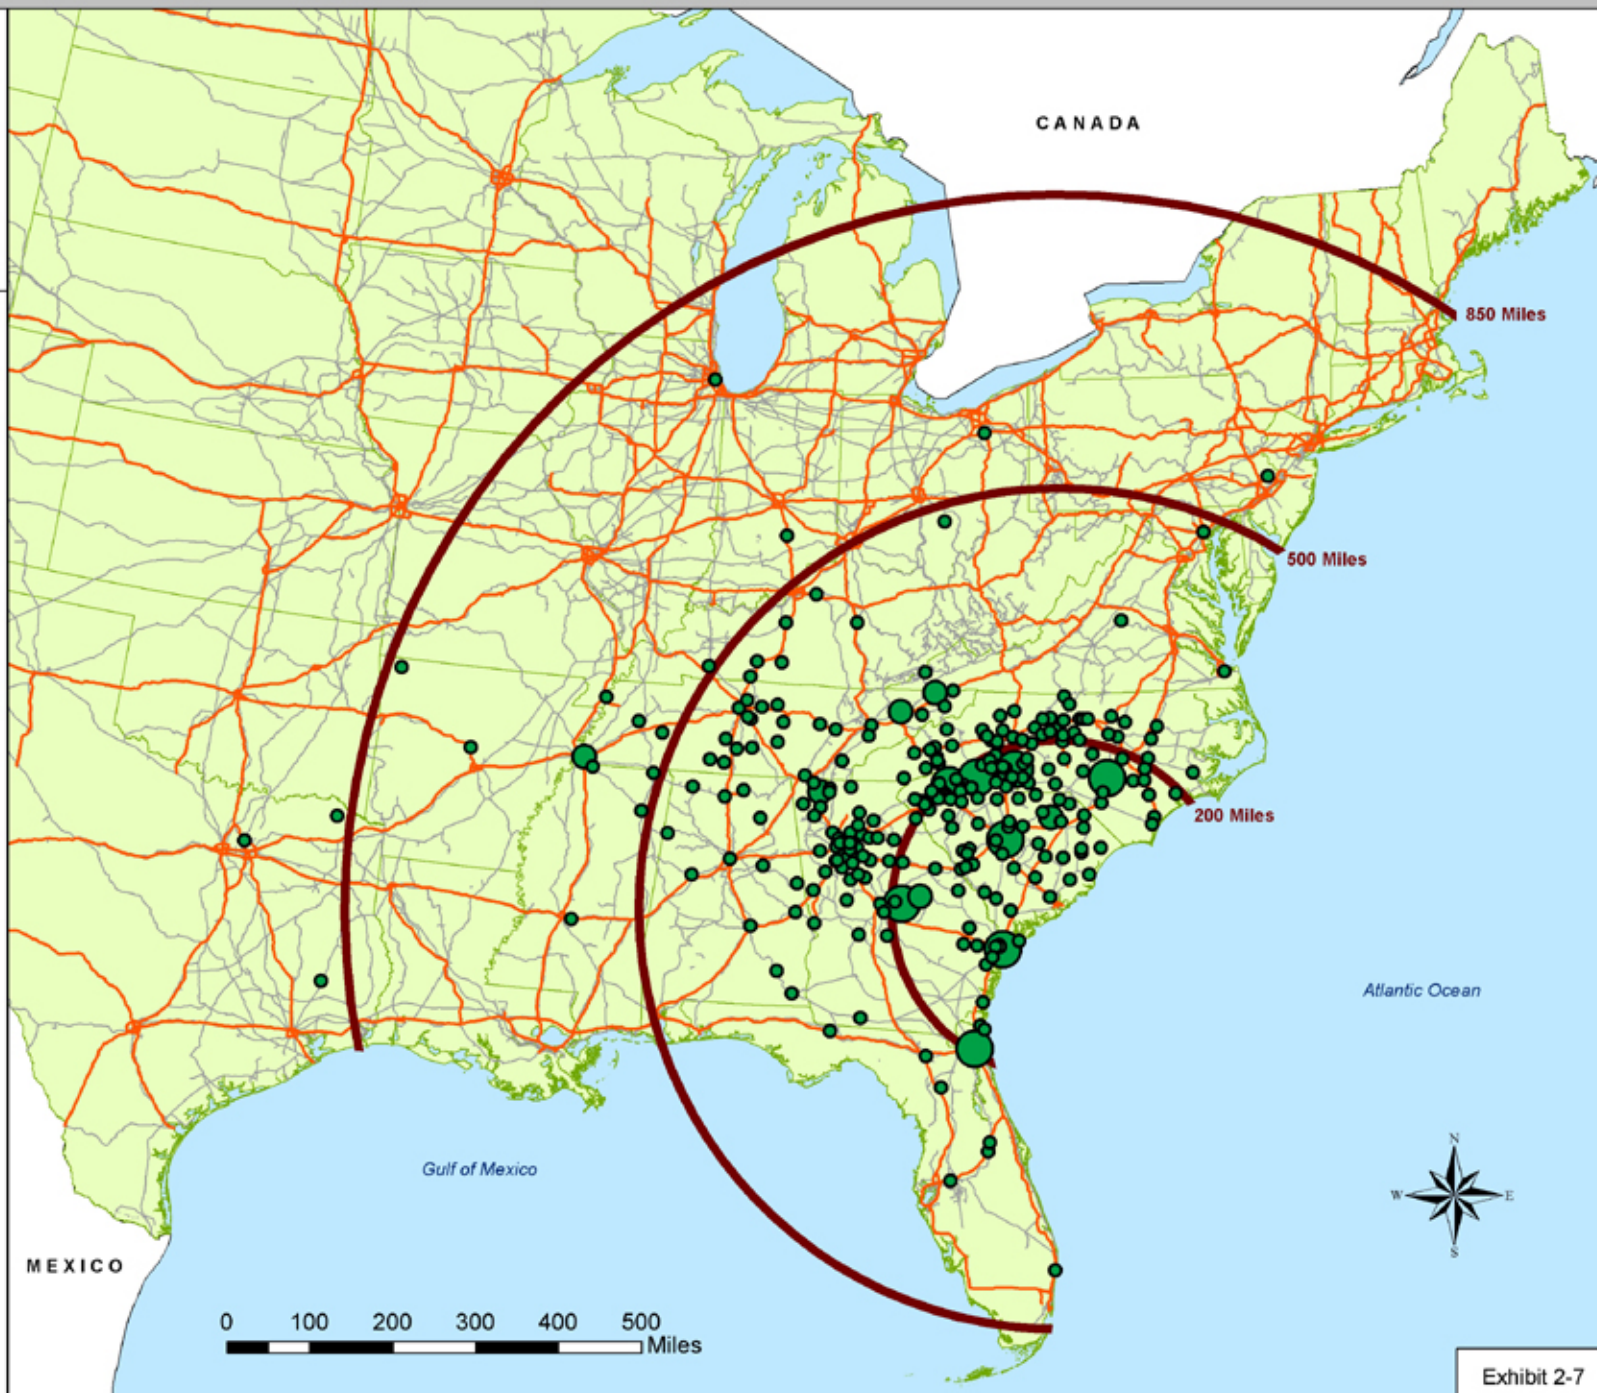 CANADA
850 Miles
500 Miles
200 Miles
Atlantic Ocean
Gulf of Mexico
N
W E
S
MEXICO
0 100 200 300 400 500
Miles
Exhibit 2-7